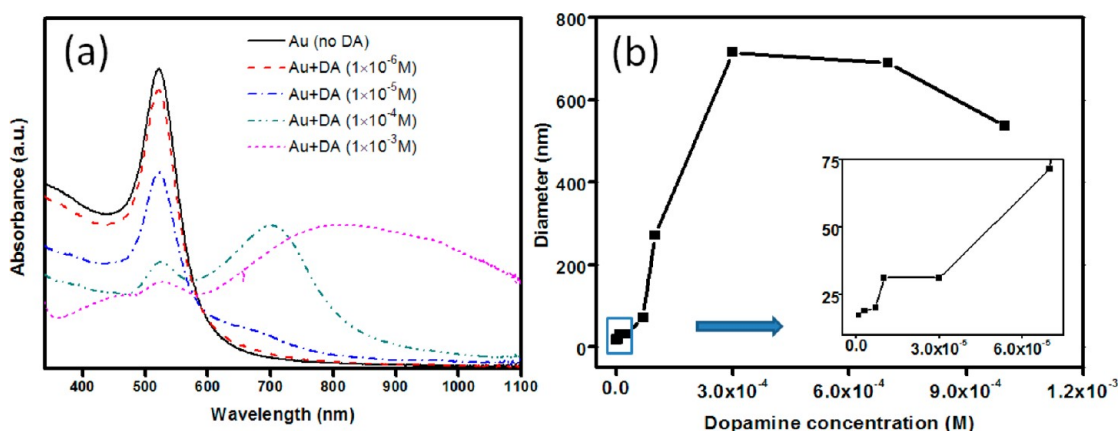 (a)
Au (no DA)
Au+DA (1×10⁻⁶M)
Au+DA (1×10⁻⁵M)
Au+DA (1×10⁻⁴M)
Au+DA (1×10⁻³M)
Absorbance (a.u.)
400 500 600 700 800 900 1000 1100
Wavelength (nm)
(b)
Diameter (nm)
800
600
400
200
0
75
50
25
0.0 3.0x10⁻⁵ 6.0x10⁻⁵
0.0 3.0x10⁻⁴ 6.0x10⁻⁴ 9.0x10⁻⁴ 1.2x10⁻³
Dopamine concentration (M)